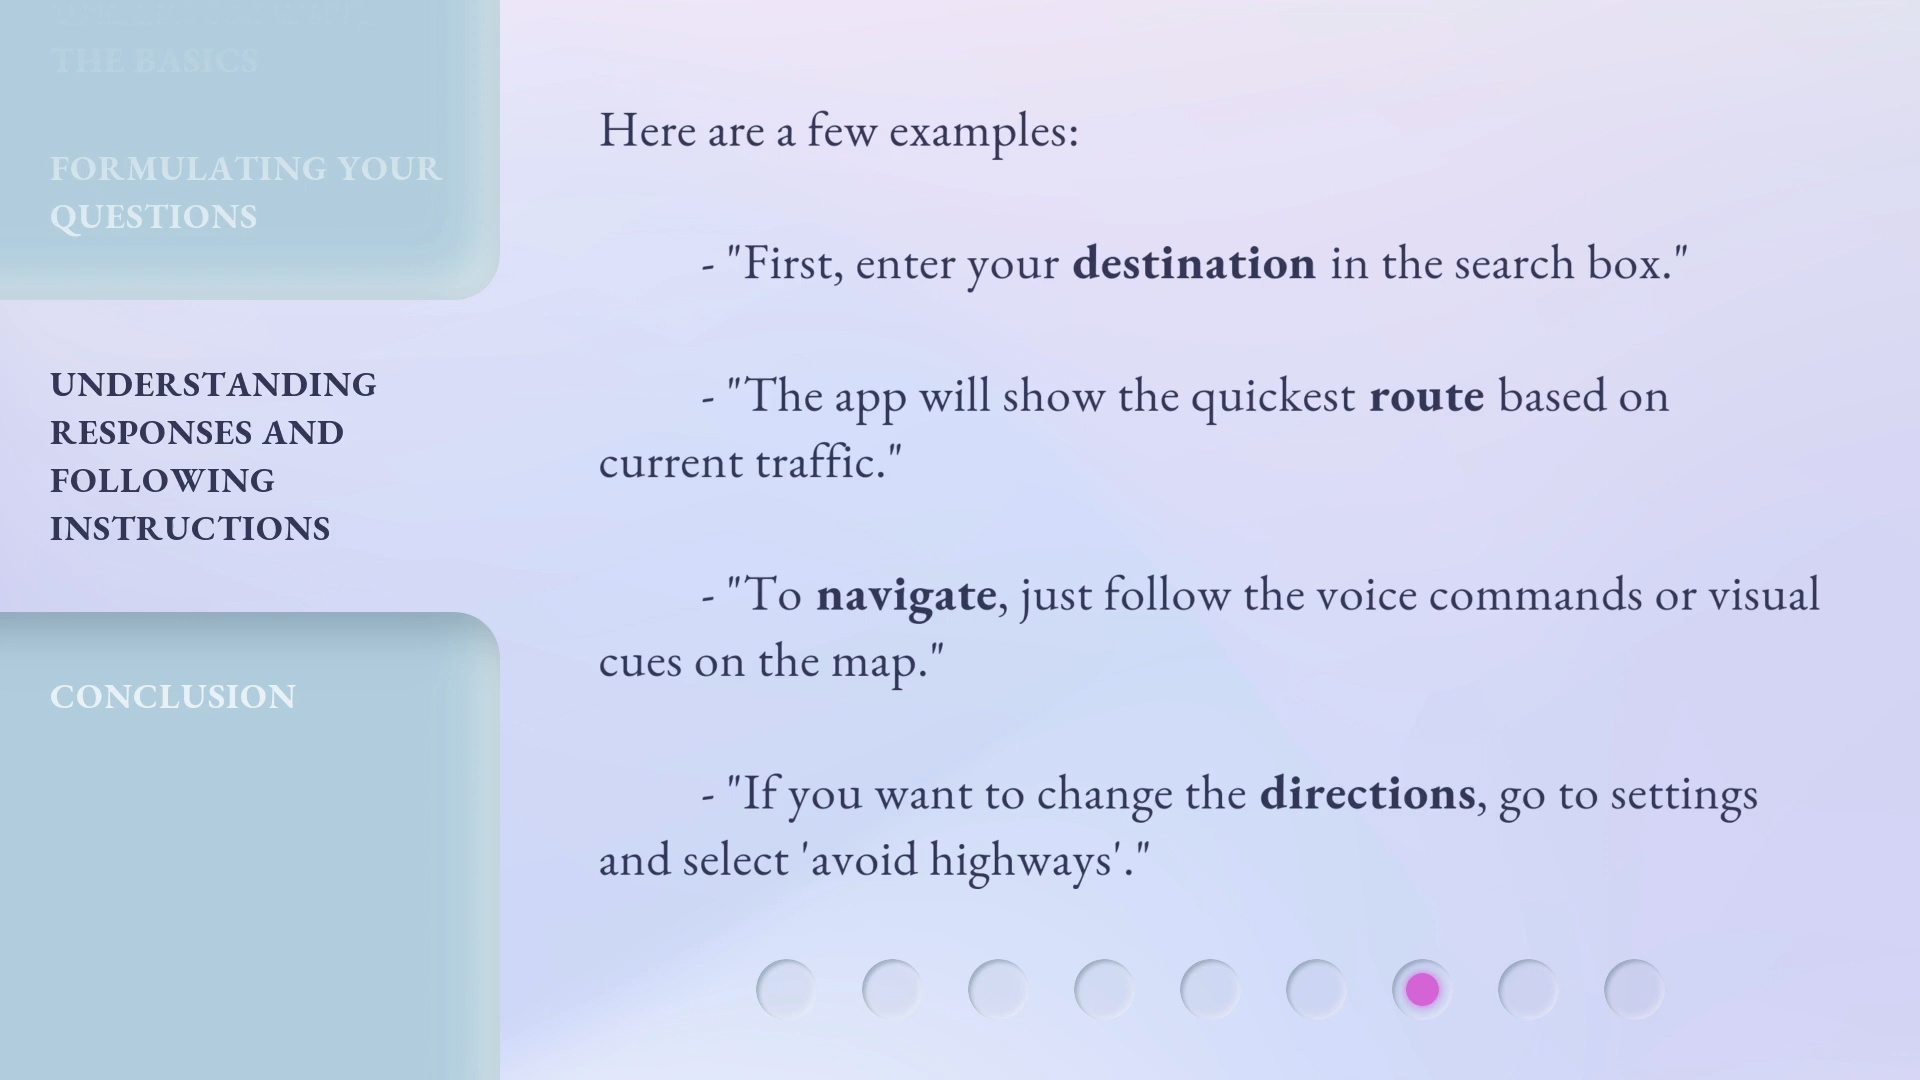 THE BASICS
FORMULATING YOUR
QUESTIONS
UNDERSTANDING
RESPONSES AND
FOLLOWING
INSTRUCTIONS
CONCLUSION
Here are a few examples:
- "First, enter your destination in the search box."
- "The app will show the quickest route based on
current traffic."
- "To navigate, just follow the voice commands or visual
cues on the map."
- "If you want to change the directions, go to settings
and select 'avoid highways'."